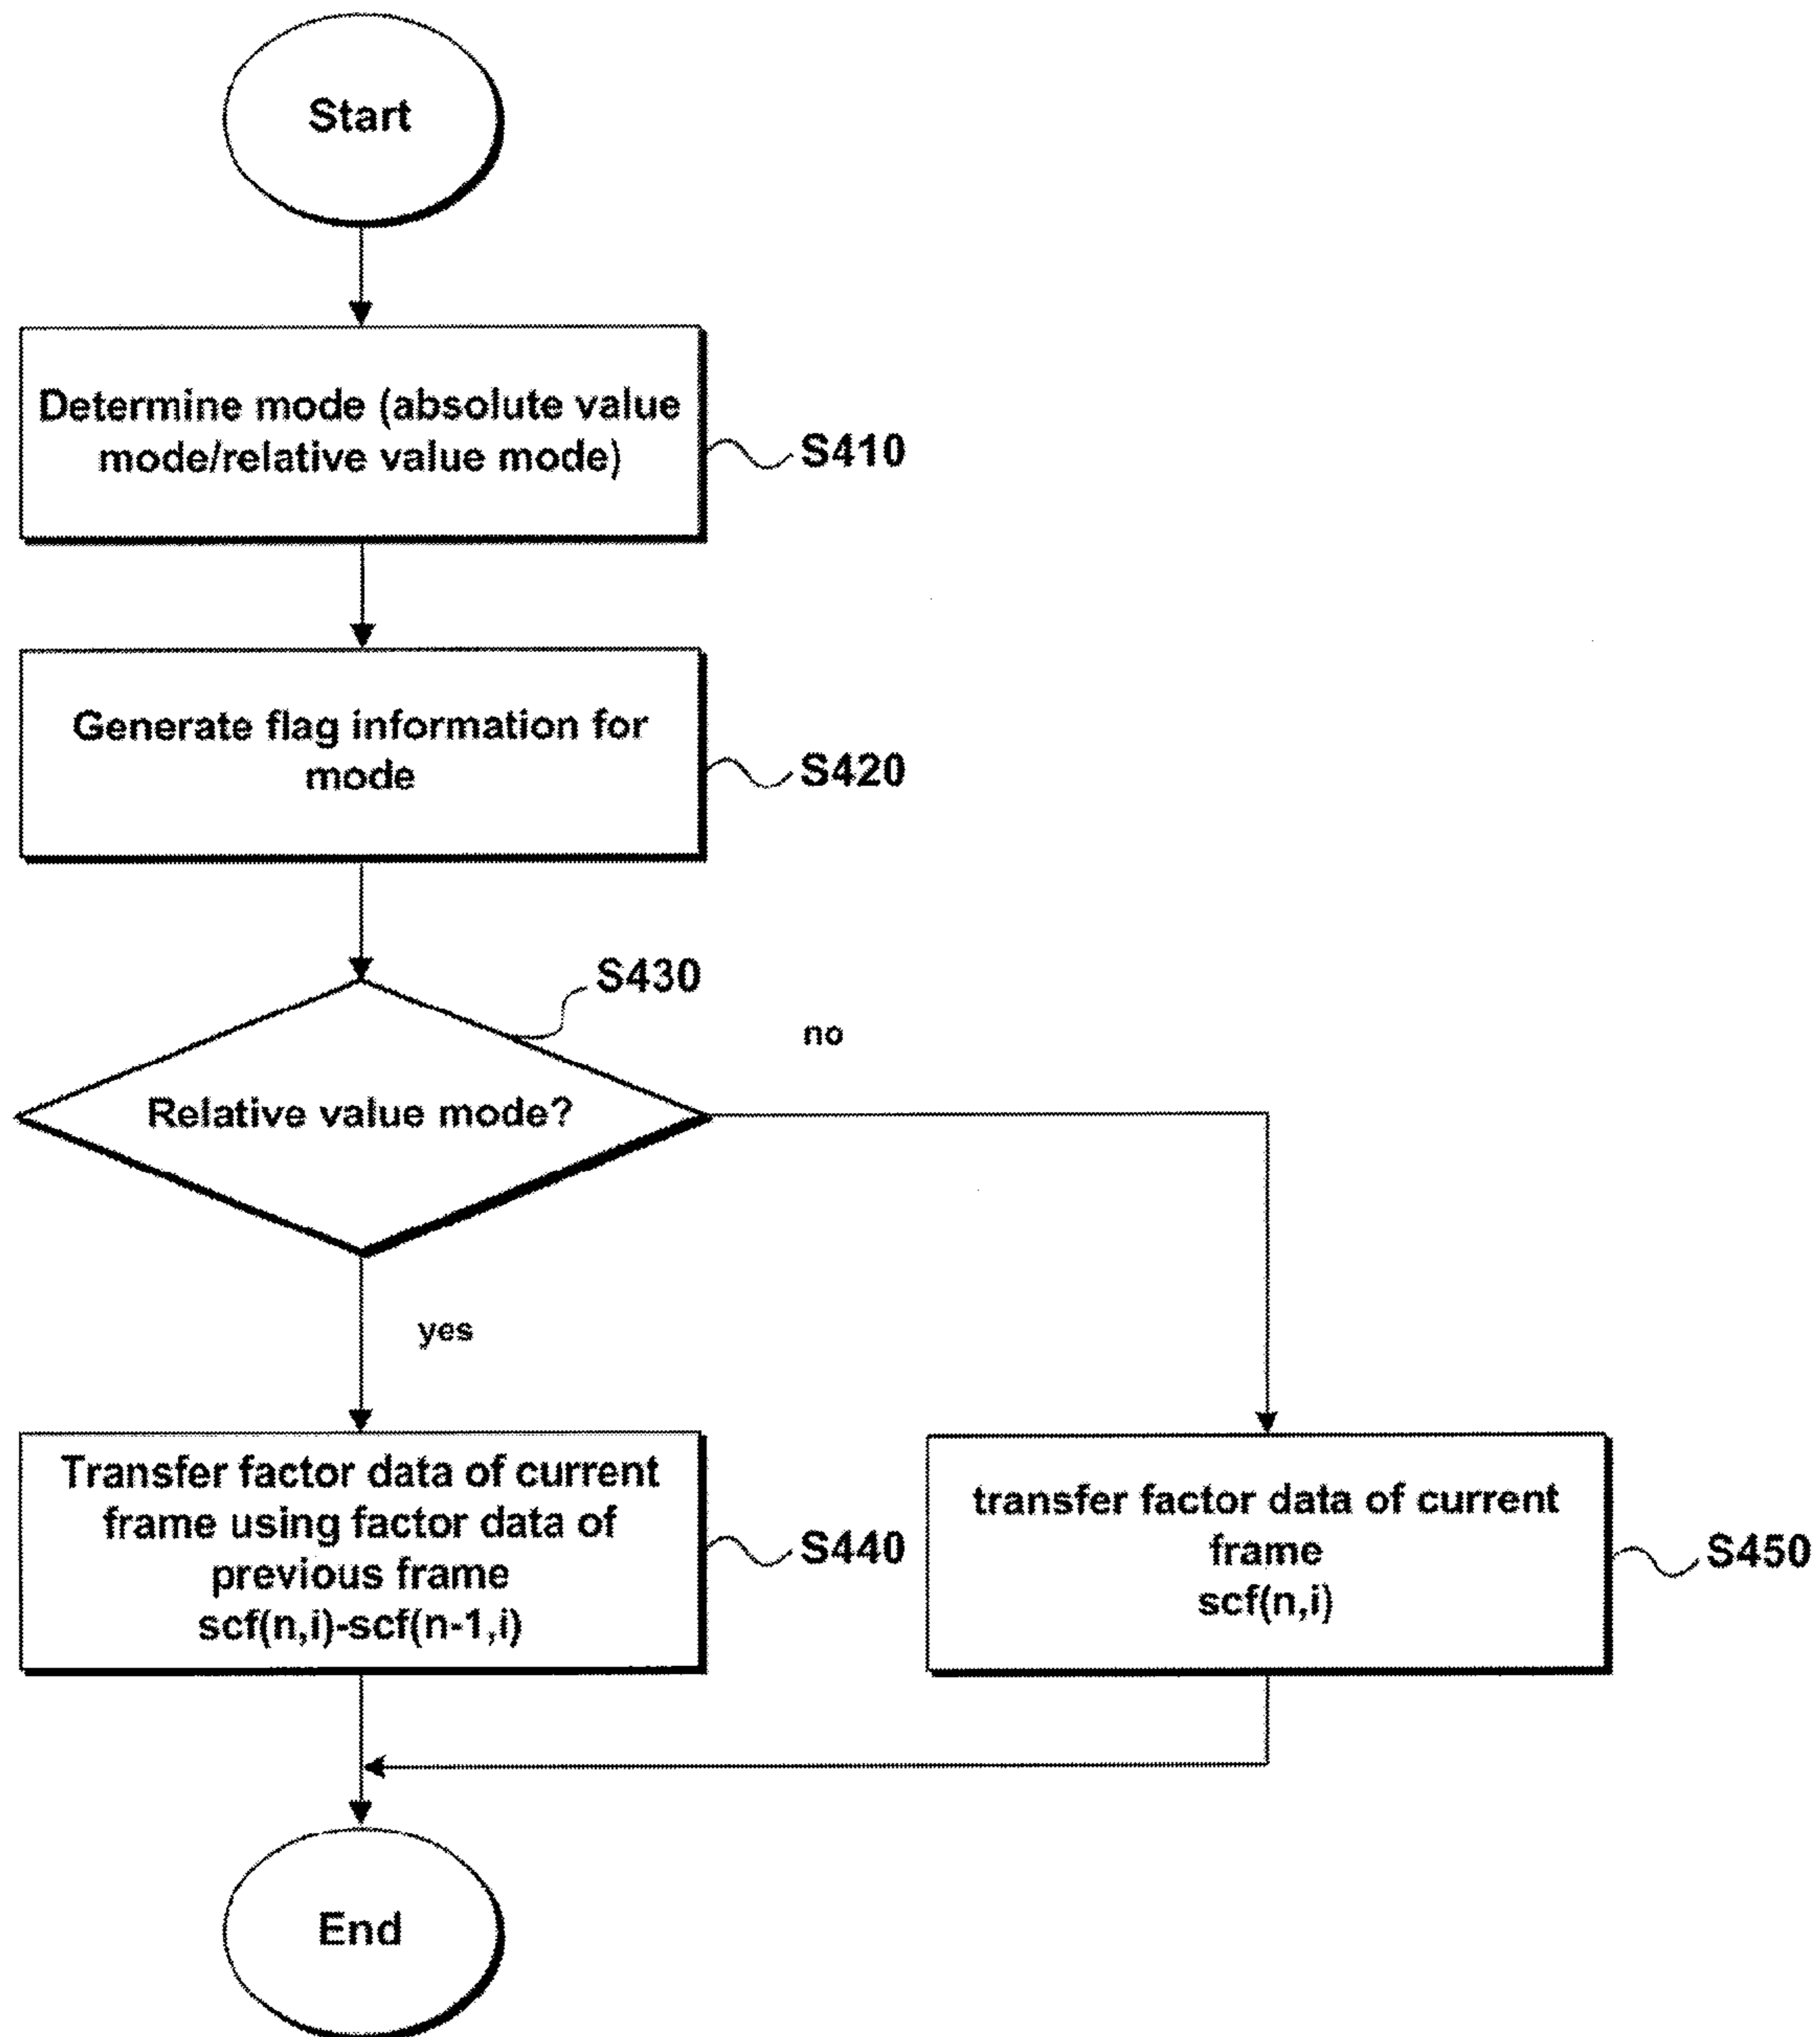 Start
Determine mode (absolute value
mode/relative value mode)
S410
Generate flag information for
mode
S420
S430
no
Relative value mode?
yes
Transfer factor data of current
frame using factor data of
previous frame
scf(n,i)-scf(n-1,i)
S440
transfer factor data of current
frame
scf(n,i)
S450
End